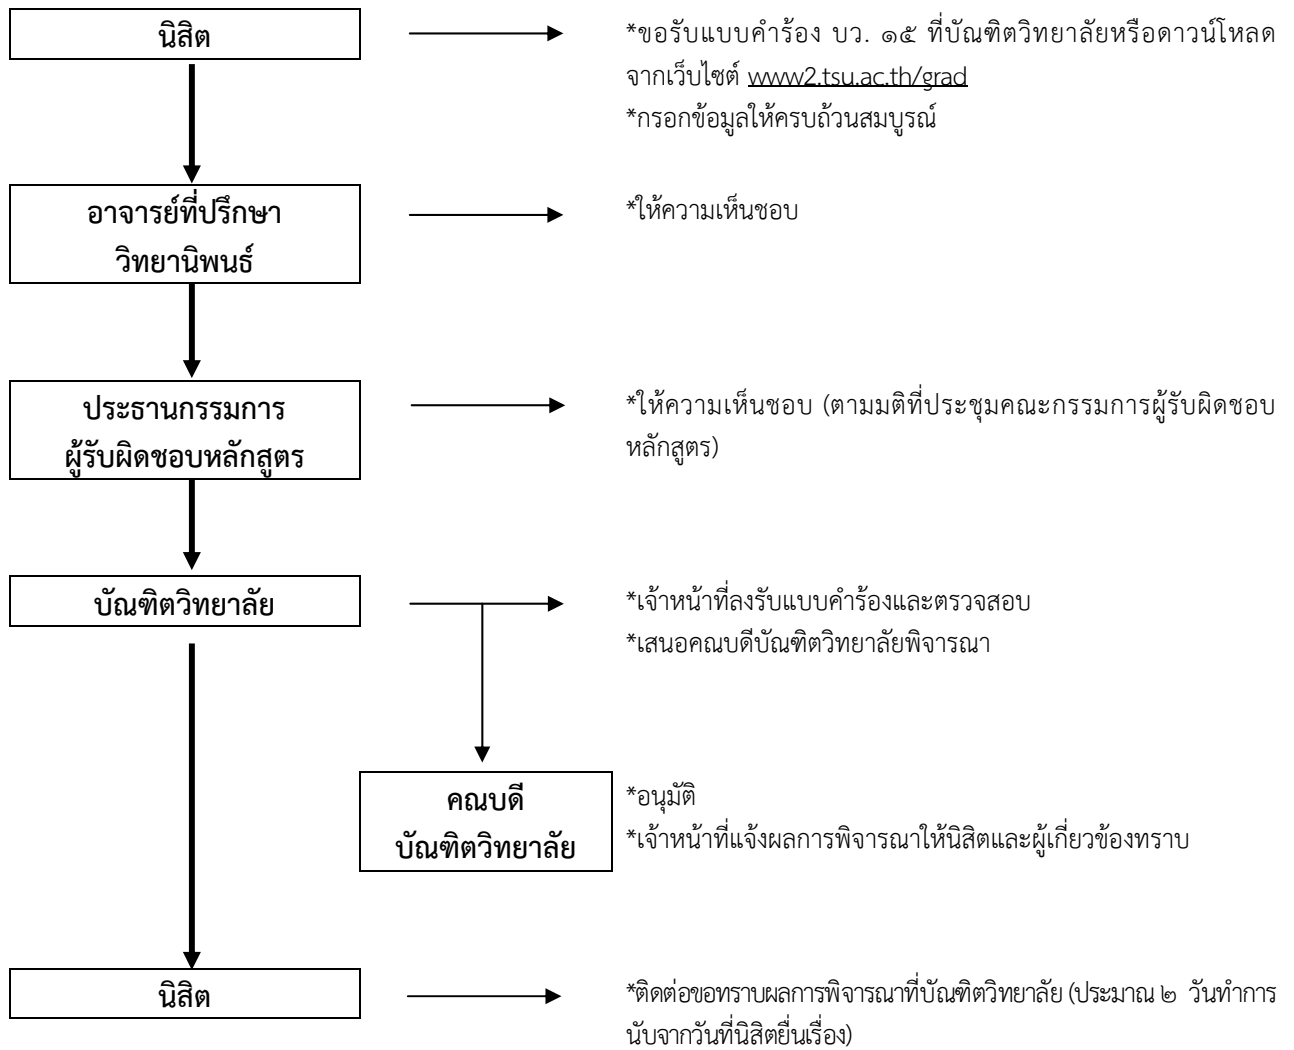 นิสิต
*ขอรับแบบคำร้อง บว. ๑๕ ที่บัณฑิตวิทยาลัยหรือดาวน์โหลด
จากเว็บไซต์ www2.tsu.ac.th/grad
*กรอกข้อมูลให้ครบถ้วนสมบูรณ์
อาจารย์ที่ปรึกษา
วิทยานิพนธ์
*ให้ความเห็นชอบ
ประธานกรรมการ
ผู้รับผิดชอบหลักสูตร
*ให้ความเห็นชอบ (ตามมติที่ประชุมคณะกรรมการผู้รับผิดชอบ
หลักสูตร)
บัณฑิตวิทยาลัย
*เจ้าหน้าที่ลงรับแบบคำร้องและตรวจสอบ
*เสนอคณบดีบัณฑิตวิทยาลัยพิจารณา
คณบดี
บัณฑิตวิทยาลัย
*อนุมัติ
*เจ้าหน้าที่แจ้งผลการพิจารณาให้นิสิตและผู้เกี่ยวข้องทราบ
นิสิต
*ติดต่อขอทราบผลการพิจารณาที่บัณฑิตวิทยาลัย (ประมาณ ๒ วันทำการ
นับจากวันที่นิสิตยื่นเรื่อง)